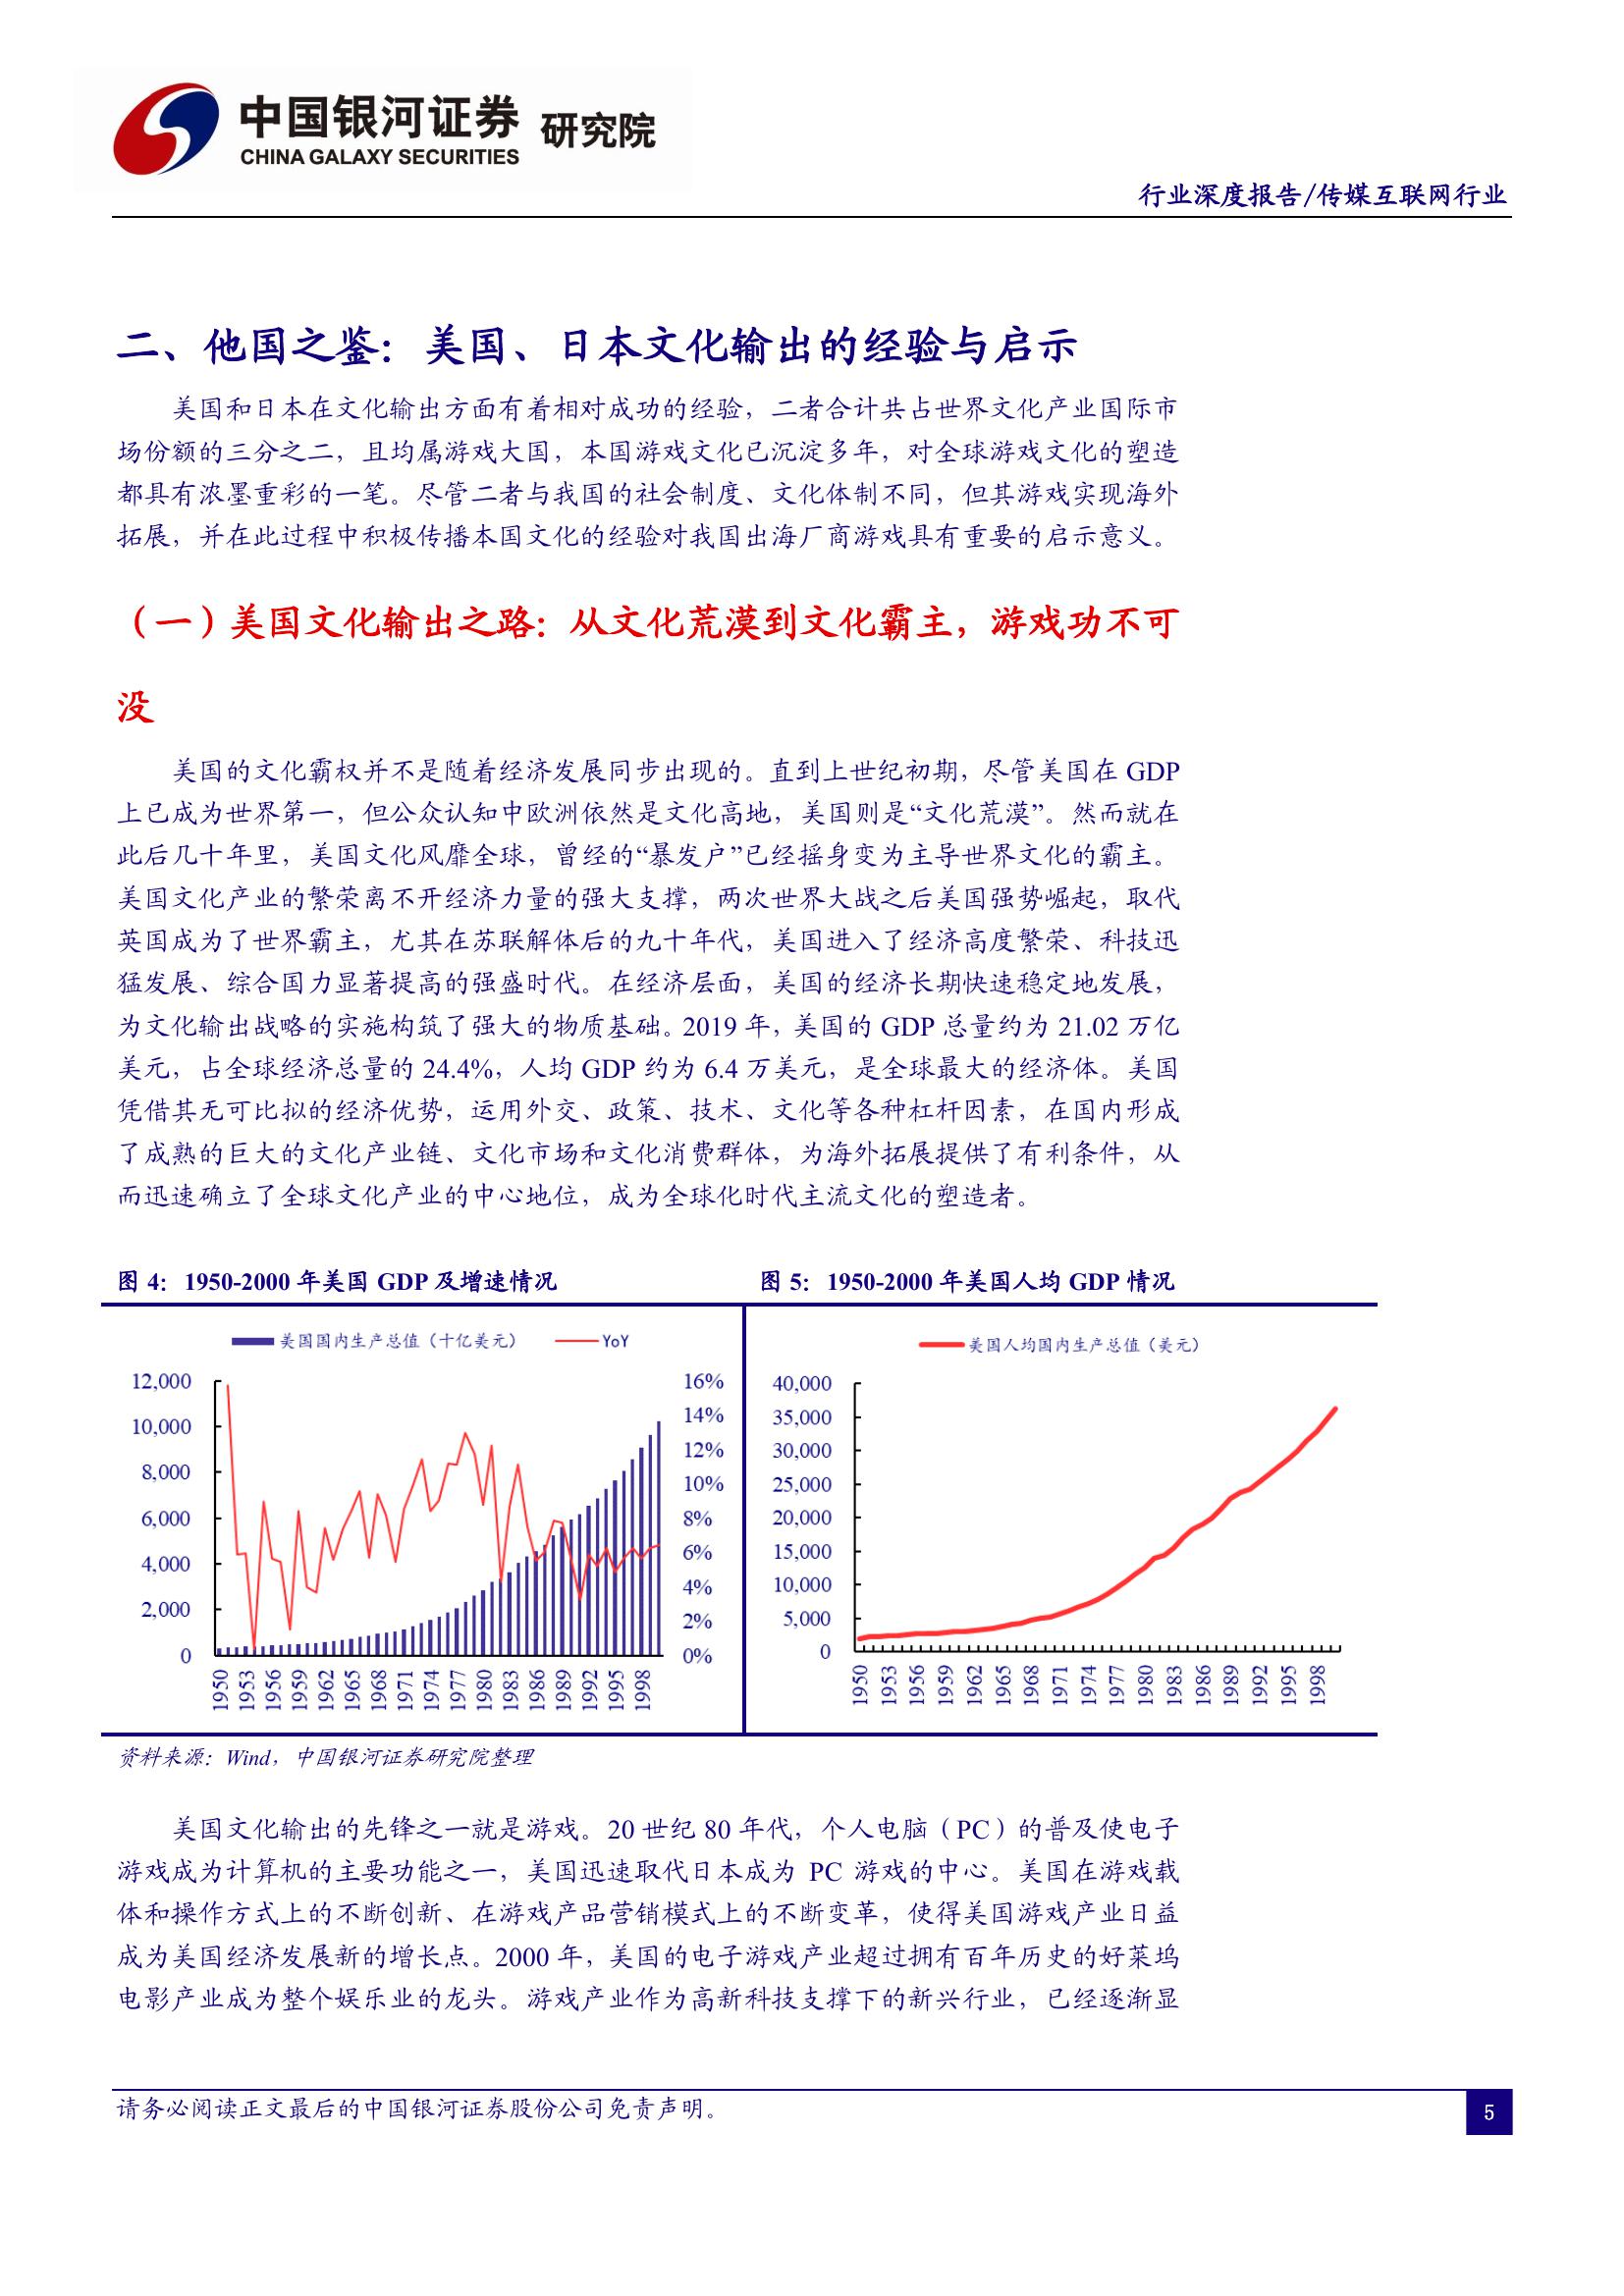 中国银河证券 研究院
CHINA GALAXY SECURITIES
行业深度报告/传媒互联网行业
二、他国之鉴：美国、日本文化输出的经验与启示
美国和日本在文化输出方面有着相对成功的经验，二者合计共占世界文化产业国际市
场份额的三分之二，且均属游戏大国，本国游戏文化已沉淀多年，对全球游戏文化的塑造
都具有浓墨重彩的一笔。尽管二者与我国的社会制度、文化体制不同，但其游戏实现海外
拓展，并在此过程中积极传播本国文化的经验对我国出海厂商游戏具有重要的启示意义。
（一）美国文化输出之路：从文化荒漠到文化霸主，游戏功不可
没
美国的文化霸权并不是随着经济发展同步出现的。直到上世纪初期，尽管美国在 GDP
上已成为世界第一，但公众认知中欧洲依然是文化高地，美国则是“文化荒漠”。然而就在
此后几十年里，美国文化风靡全球，曾经的“暴发户”已经摇身变为主导世界文化的霸主。
美国文化产业的繁荣离不开经济力量的强大支撑，两次世界大战之后美国强势崛起，取代
英国成为了世界霸主，尤其在苏联解体后的九十年代，美国进入了经济高度繁荣、科技迅
猛发展、综合国力显著提高的强盛时代。在经济层面，美国的经济长期快速稳定地发展，
为文化输出战略的实施构筑了强大的物质基础。2019 年，美国的 GDP 总量约为 21.02 万亿
美元，占全球经济总量的 24.4%，人均 GDP 约为 6.4 万美元，是全球最大的经济体。美国
凭借其无可比拟的经济优势，运用外交、政策、技术、文化等各种杠杆因素，在国内形成
了成熟的巨大的文化产业链、文化市场和文化消费群体，为海外拓展提供了有利条件，从
而迅速确立了全球文化产业的中心地位，成为全球化时代主流文化的塑造者。
图 4：1950-2000 年美国 GDP 及增速情况
美国国内生产总值（十亿美元） YoY
12,000
10,000
8,000
6,000
4,000
2,000
0
16%
14%
12%
10%
8%
6%
4%
2%
0%
1950 1953 1956 1959 1962 1965 1968 1971 1974 1977 1980 1983 1986 1989 1992 1995 1998
图 5：1950-2000 年美国人均 GDP 情况
美国人均国内生产总值（美元）
40,000
35,000
30,000
25,000
20,000
15,000
10,000
5,000
0
1950 1953 1956 1959 1962 1965 1968 1971 1974 1977 1980 1983 1986 1989 1992 1995 1998
资料来源：Wind，中国银河证券研究院整理
美国文化输出的先锋之一就是游戏。20 世纪 80 年代，个人电脑（PC）的普及使电子
游戏成为计算机的主要功能之一，美国迅速取代日本成为 PC 游戏的中心。美国在游戏载
体和操作方式上的不断创新、在游戏产品营销模式上的不断变革，使得美国游戏产业日益
成为美国经济发展新的增长点。2000 年，美国的电子游戏产业超过拥有百年历史的好莱坞
电影产业成为整个娱乐业的龙头。游戏产业作为高新科技支撑下的新兴行业，已经逐渐显
请务必阅读正文最后的中国银河证券股份公司免责声明。
5